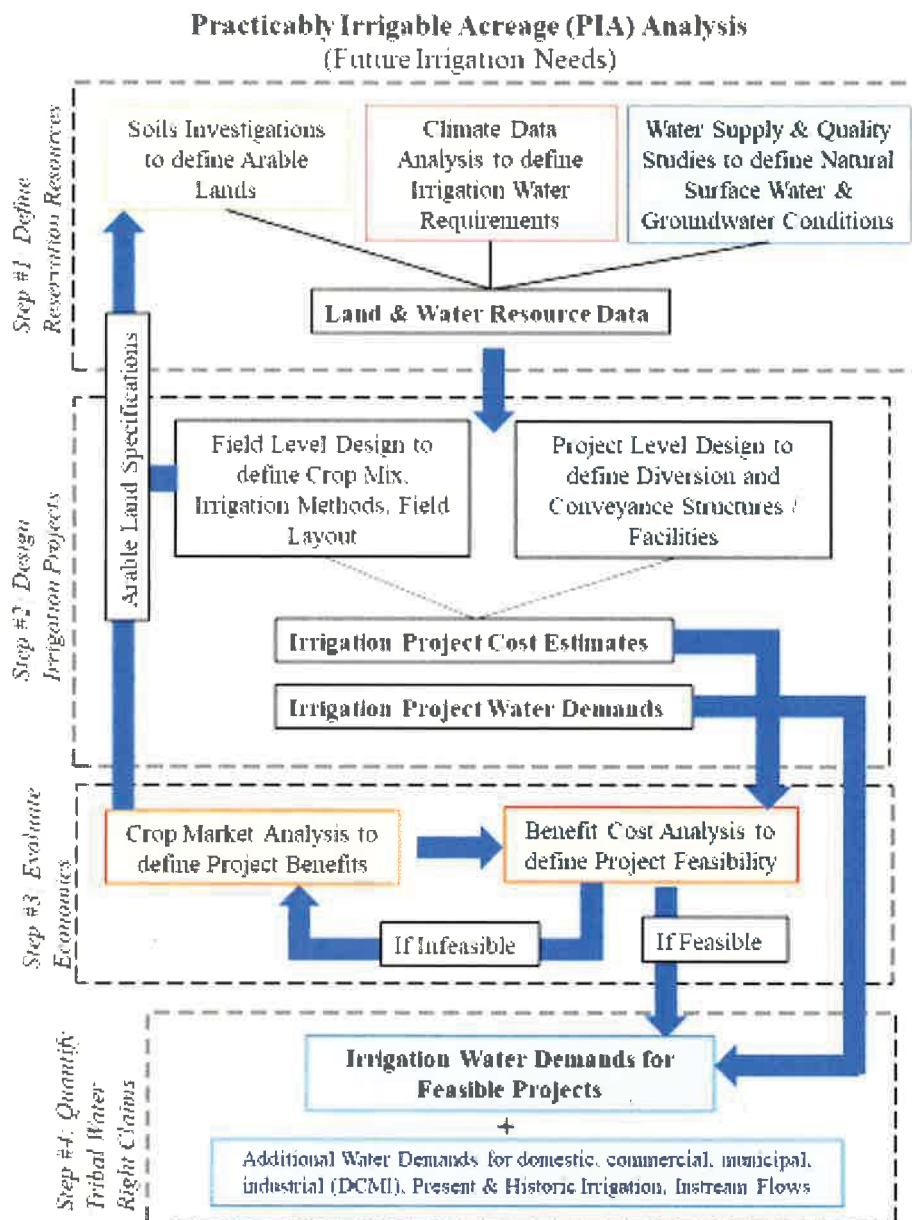 Practicably Irrigable Acreage (PIA) Analysis
(Future Irrigation Needs)
Step #1: Define
Reservation Resources
Soils Investigations
to define Arable
Lands
Climate Data
Analysis to define
Irrigation Water
Requirements
Water Supply & Quality
Studies to define Natural
Surface Water &
Groundwater Conditions
Land & Water Resource Data
Arable Land Specifications
Step #2: Design
Irrigation Projects
Field Level Design to
define Crop Mix,
Irrigation Methods, Field
Layout
Project Level Design to
define Diversion and
Conveyance Structures /
Facilities
Irrigation Project Cost Estimates
Irrigation Project Water Demands
Step #3: Evaluate
Economics
Crop Market Analysis to
define Project Benefits
Benefit Cost Analysis to
define Project Feasibility
If Infeasible
If Feasible
Step #4: Quantify
Tribal Water
Right Claims
Irrigation Water Demands for
Feasible Projects
+
Additional Water Demands for domestic, commercial, municipal,
industrial (DCMI), Present & Historic Irrigation, Instream Flows